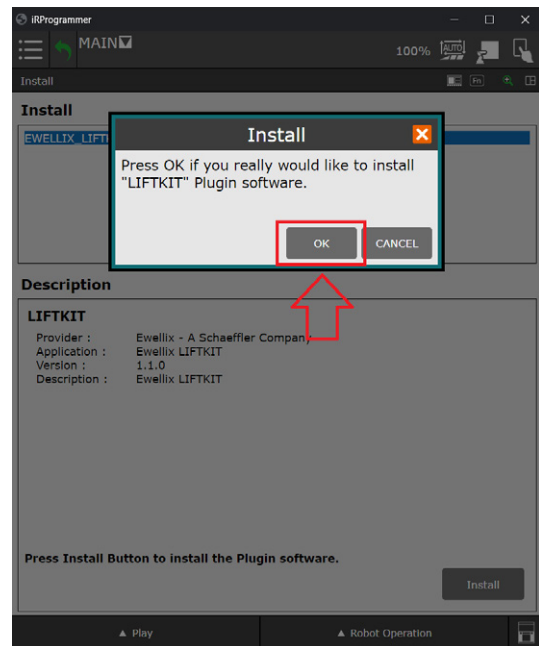 iRProgrammer
MAIN
100%
AUTO
Install
Fn
Install
EWELLIX_LIFT
Install
Press OK if you really would like to install
"LIFTKIT" Plugin software.
OK
CANCEL
Description
LIFTKIT
Provider : Ewellix - A Schaeffler Company
Application : Ewellix LIFTKIT
Version : 1.1.0
Description : Ewellix LIFTKIT
Press Install Button to install the Plugin software.
Install
▲ Play
▲ Robot Operation